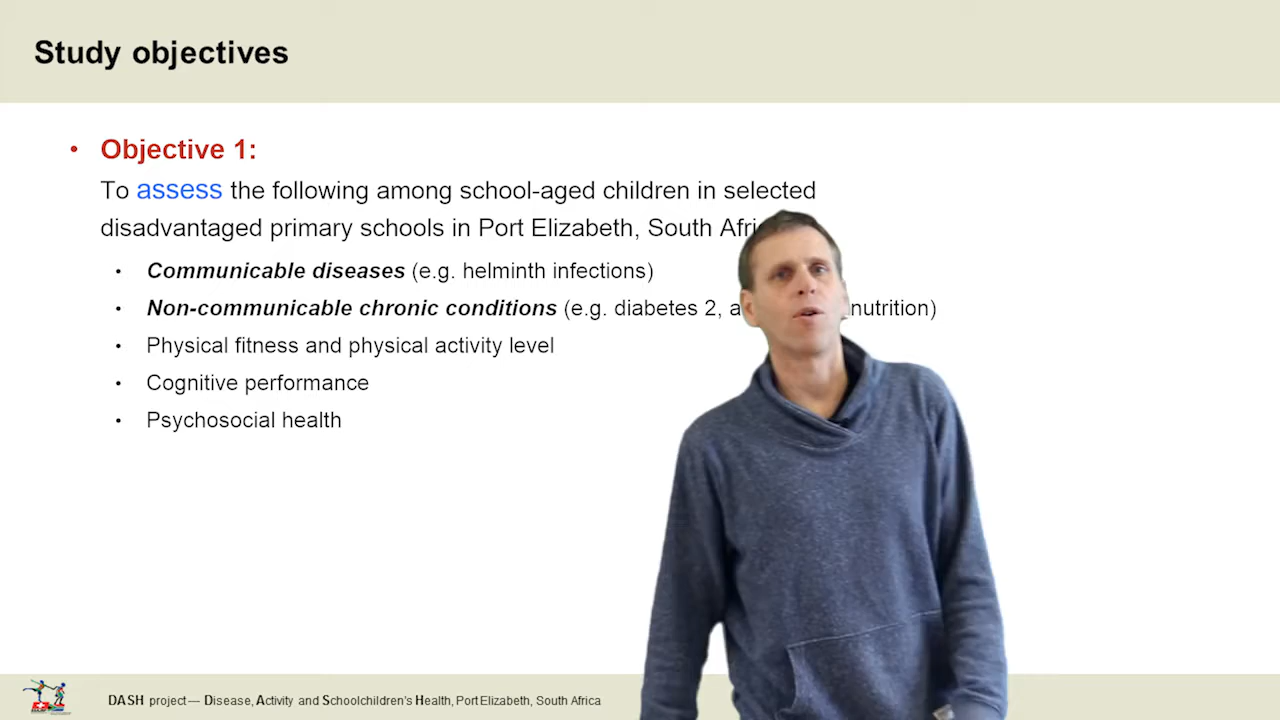 Study objectives
• Objective 1:
To assess the following among school-aged children in selected
disadvantaged primary schools in Port Elizabeth, South
• Communicable diseases (e.g. helminth infections)
• Non-communicable chronic conditions (e.g. diabetes 2, nutrition)
• Physical fitness and physical activity level
• Cognitive performance
• Psychosocial health
DASH project — Disease, Activity and Schoolchildren's Health, Port Elizabeth, South Africa